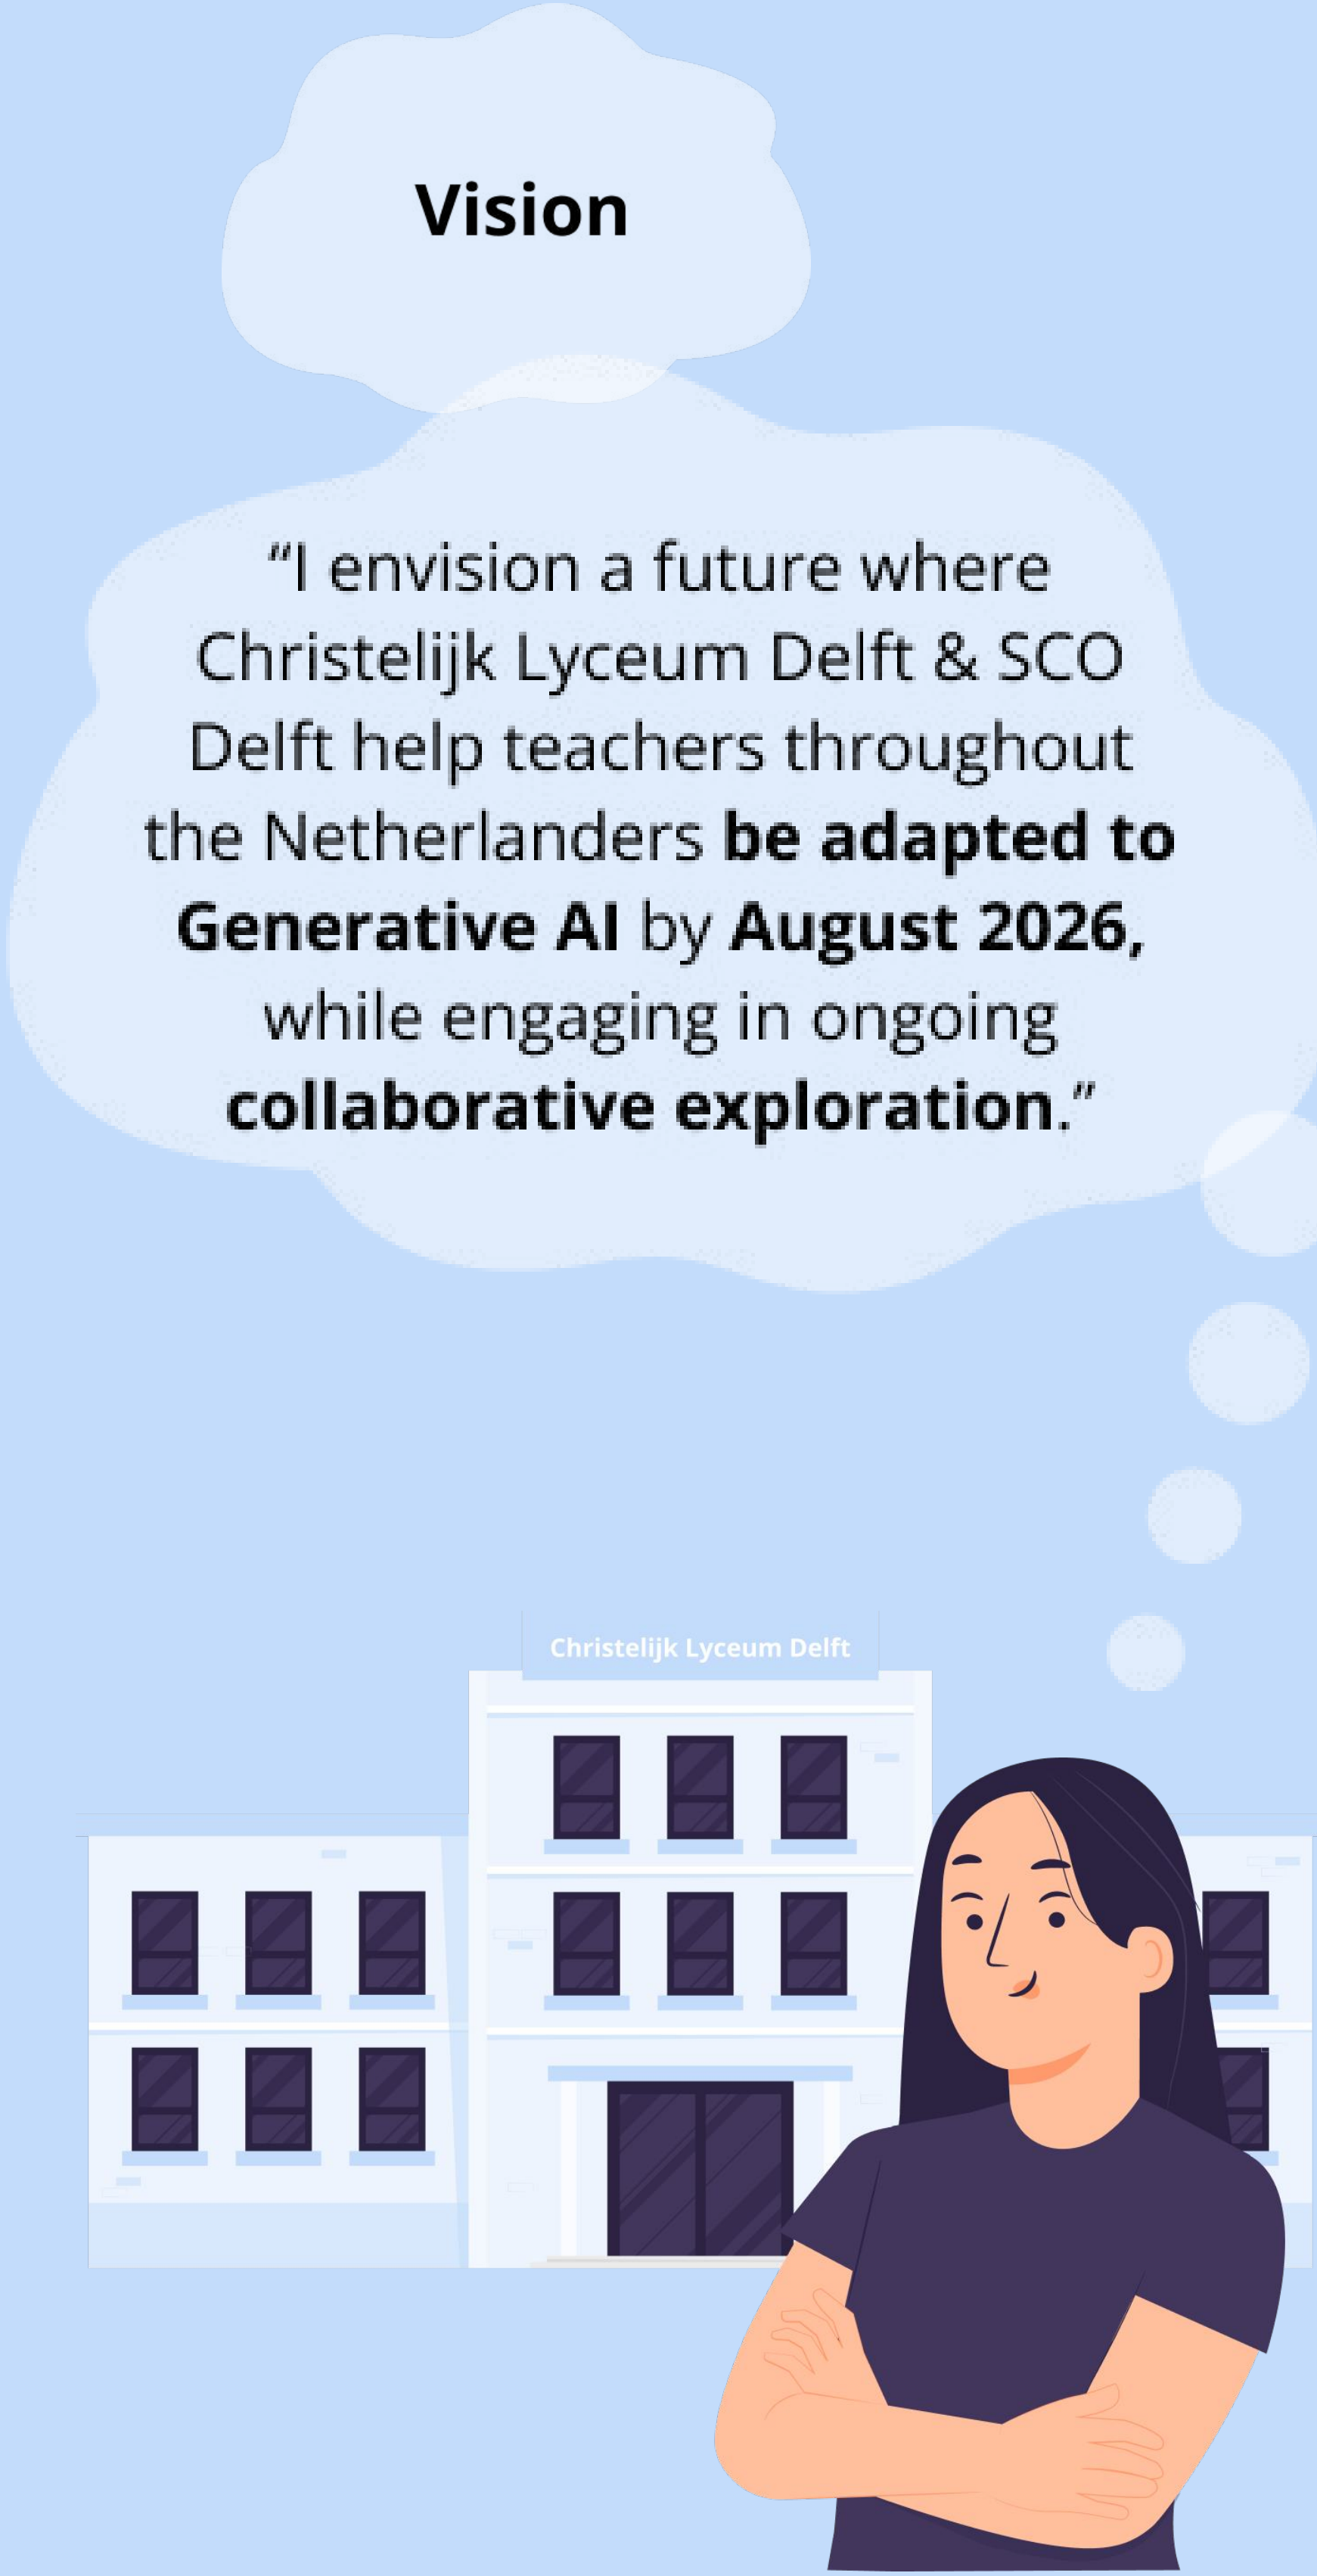 Vision
“I envision a future where
Christelijk Lyceum Delft & SCO
Delft help teachers throughout
the Netherlanders be adapted to
Generative AI by August 2026,
while engaging in ongoing
collaborative exploration.”
Christelijk Lyceum Delft